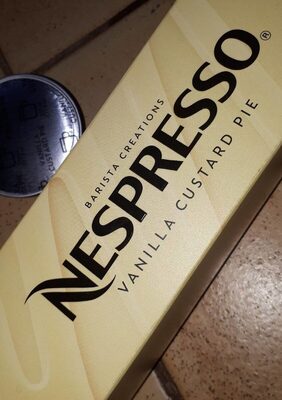 BARISTA CREATIONS
NESPRESSO®
VANILLA CUSTARD PIE